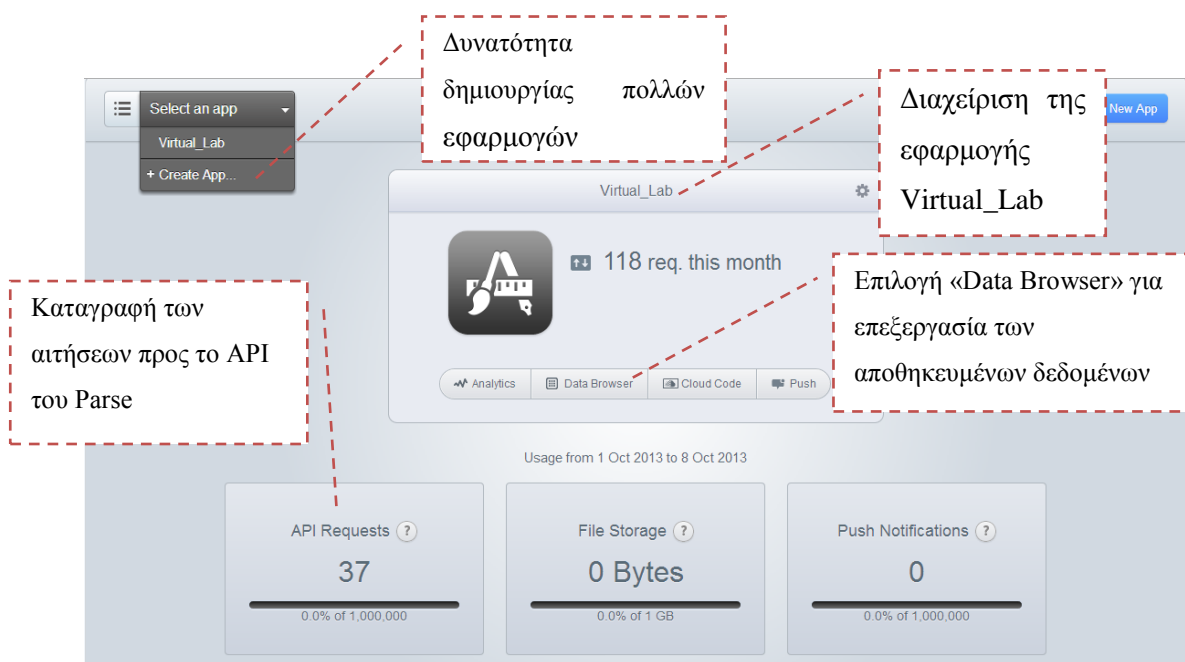 Δυνατότητα
δημιουργίας πολλών
εφαρμογών
Διαχείριση της
εφαρμογής
Virtual_Lab
Select an app
Virtual_Lab
+ Create App...
New App
Virtual_Lab
118 req. this month
Επιλογή «Data Browser» για
επεξεργασία των
αποθηκευμένων δεδομένων
Καταγραφή των
αιτήσεων προς το API
του Parse
Analytics
Data Browser
Cloud Code
Push
Usage from 1 Oct 2013 to 8 Oct 2013
API Requests ?
37
0.0% of 1,000,000
File Storage ?
0 Bytes
0.0% of 1 GB
Push Notifications ?
0
0.0% of 1,000,000